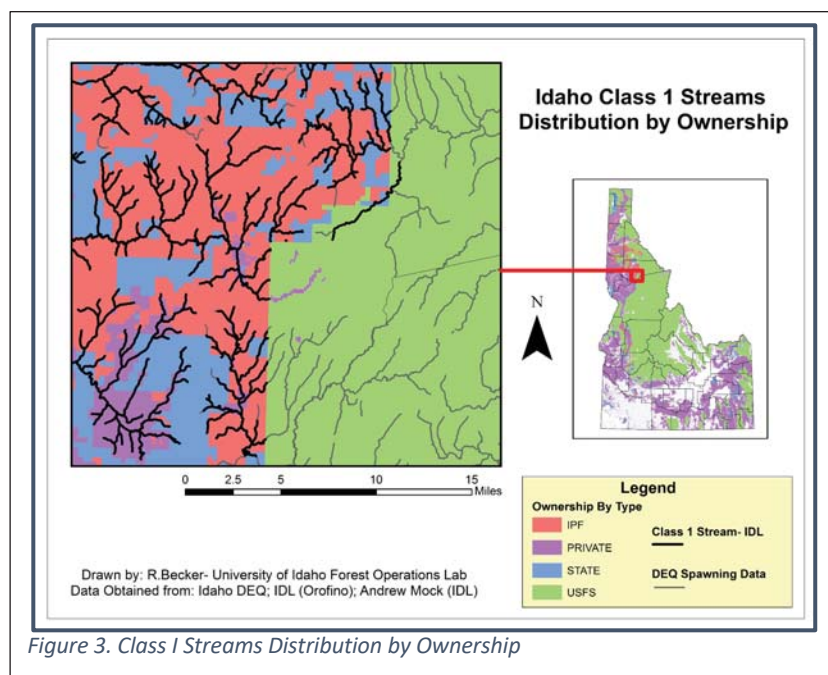 Idaho Class 1 Streams
Distribution by Ownership
N
0 2.5 5 10 15
Miles
Legend
Ownership By Type
IPF
PRIVATE
STATE
USFS
Class 1 Stream- IDL
DEQ Spawning Data
Drawn by: R.Becker- University of Idaho Forest Operations Lab
Data Obtained from: Idaho DEQ; IDL (Orofino); Andrew Mock (IDL)
Figure 3. Class I Streams Distribution by Ownership